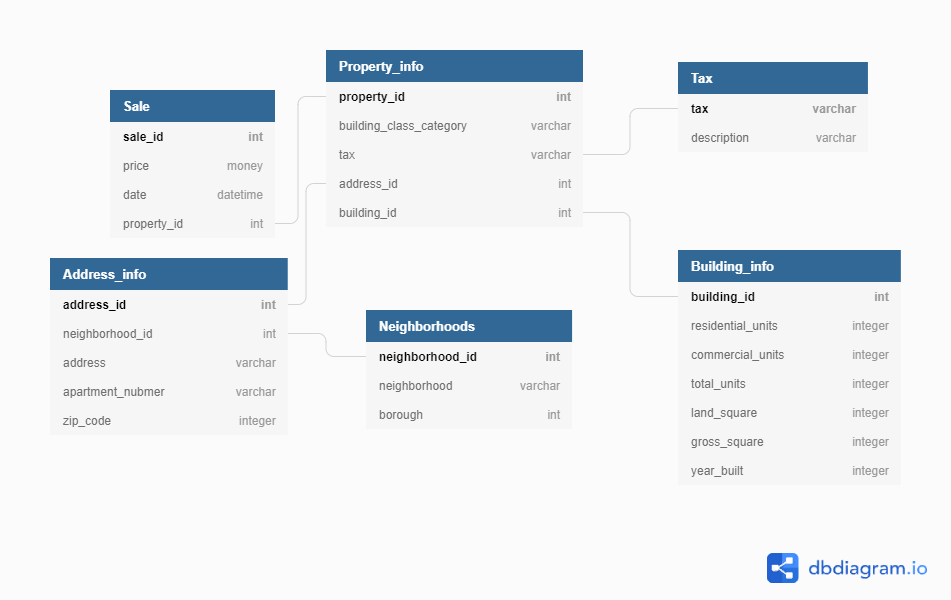 Property_info
property_id int
building_class_category varchar
tax varchar
address_id int
building_id int
Tax
tax varchar
description varchar
Sale
sale_id int
price money
date datetime
property_id int
Address_info
address_id int
neighborhood_id int
address varchar
apartment_nubmer varchar
zip_code integer
Neighborhoods
neighborhood_id int
neighborhood varchar
borough int
Building_info
building_id int
residential_units integer
commercial_units integer
total_units integer
land_square integer
gross_square integer
year_built integer
dbdiagram.io